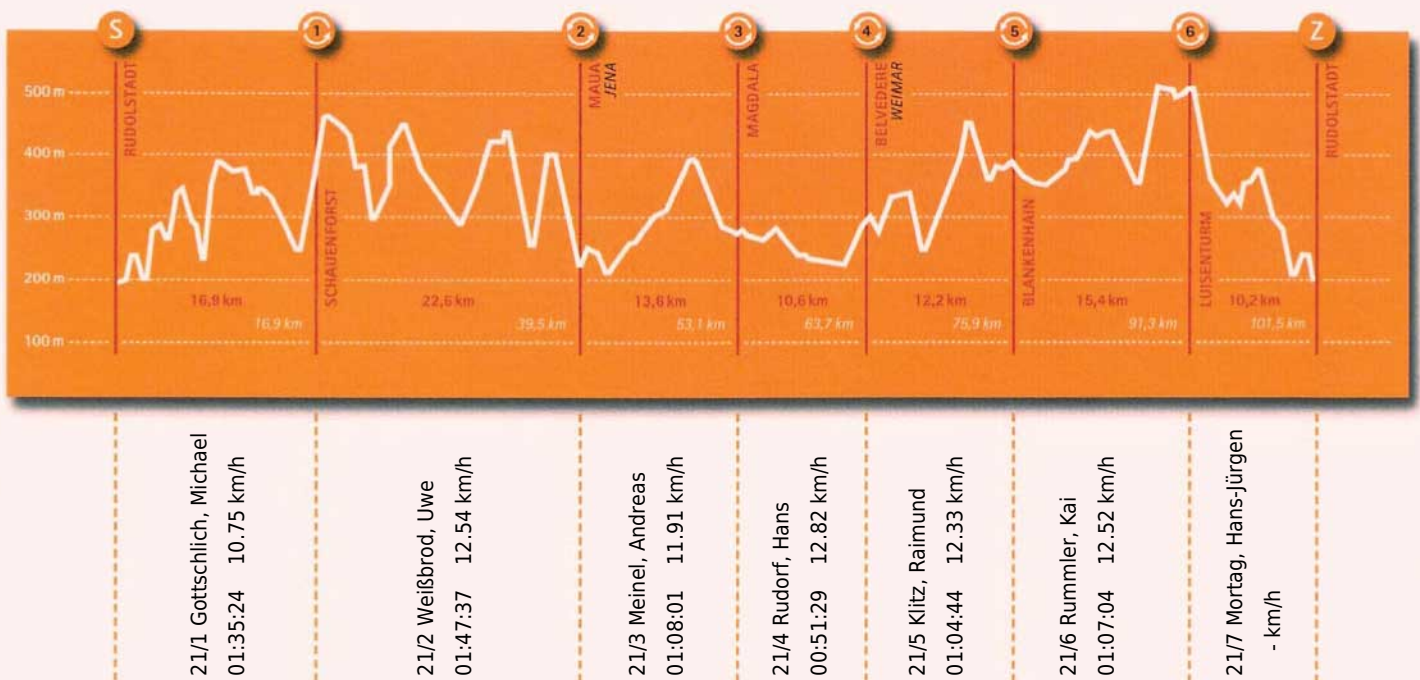 S
1
2
3
4
5
6
Z
500 m
400 m
300 m
200 m
100 m
RUDOLSTADT
SCHAUENFORST
MAUA
JENA
MAGDALA
BELVEDERE
WEIMAR
BLANKENHAIN
LUISENTURM
RUDOLSTADT
16,9 km
22,6 km
13,6 km
10,6 km
12,2 km
15,4 km
10,2 km
16,9 km
39,5 km
53,1 km
63,7 km
75,9 km
91,3 km
101,5 km
21/1 Gottschlich, Michael
01:35:24 10.75 km/h
21/2 Weißbrod, Uwe
01:47:37 12.54 km/h
21/3 Meinel, Andreas
01:08:01 11.91 km/h
21/4 Rudorf, Hans
00:51:29 12.82 km/h
21/5 Klitz, Raimund
01:04:44 12.33 km/h
21/6 Rummler, Kai
01:07:04 12.52 km/h
21/7 Mortag, Hans-Jürgen
- km/h